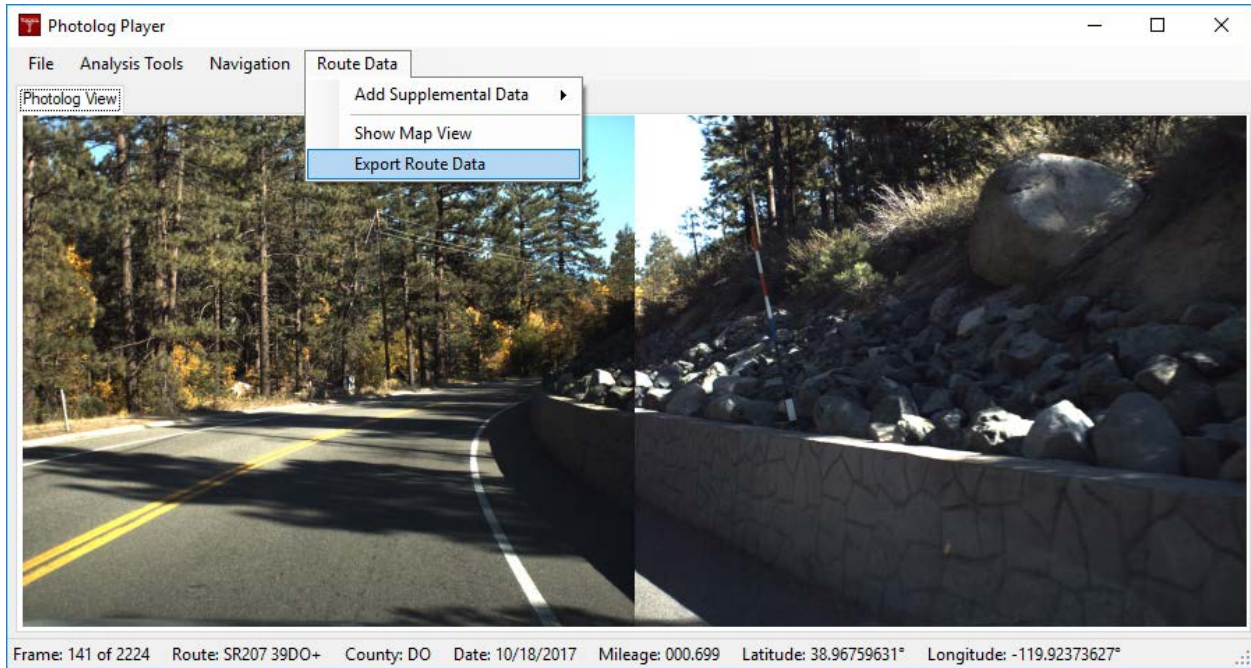 Photolog Player
File Analysis Tools Navigation Route Data
Photolog View
Add Supplemental Data
Show Map View
Export Route Data
Frame: 141 of 2224 Route: SR207 39DO+ County: DO Date: 10/18/2017 Mileage: 000.699 Latitude: 38.96759631° Longitude: -119.92373627°